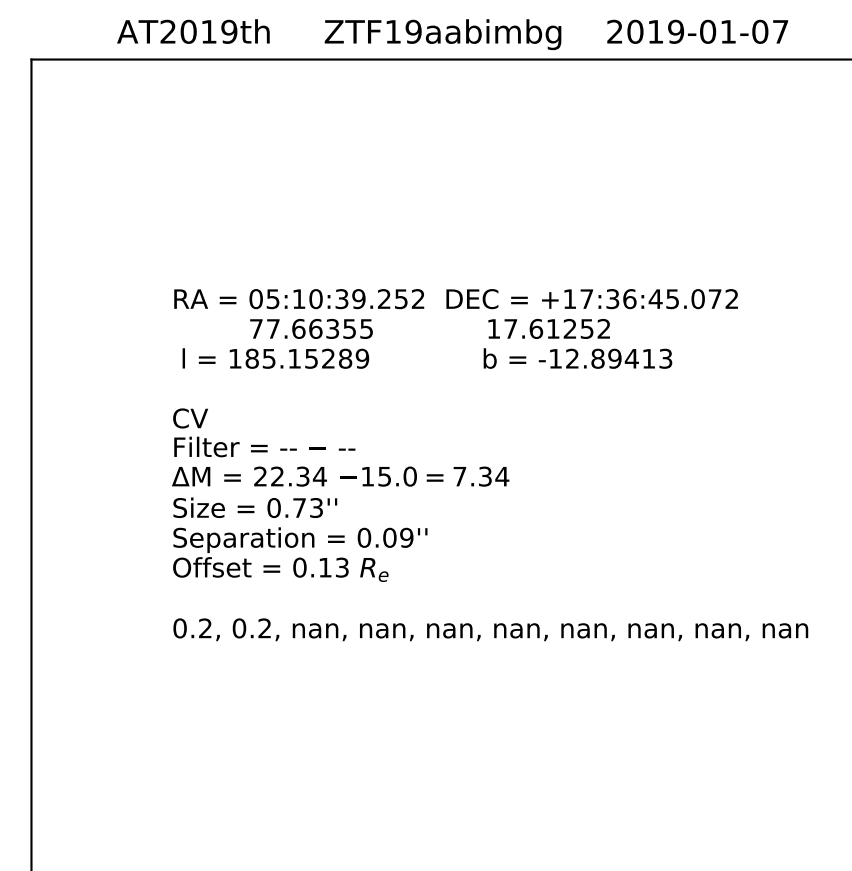 AT2019th ZTF19aabimbg 2019-01-07
RA = 05:10:39.252 DEC = +17:36:45.072
77.66355 17.61252
l = 185.15289 b = -12.89413
CV
Filter = -- − --
ΔM = 22.34 −15.0 = 7.34
Size = 0.73''
Separation = 0.09''
Offset = 0.13 Re
0.2, 0.2, nan, nan, nan, nan, nan, nan, nan, nan